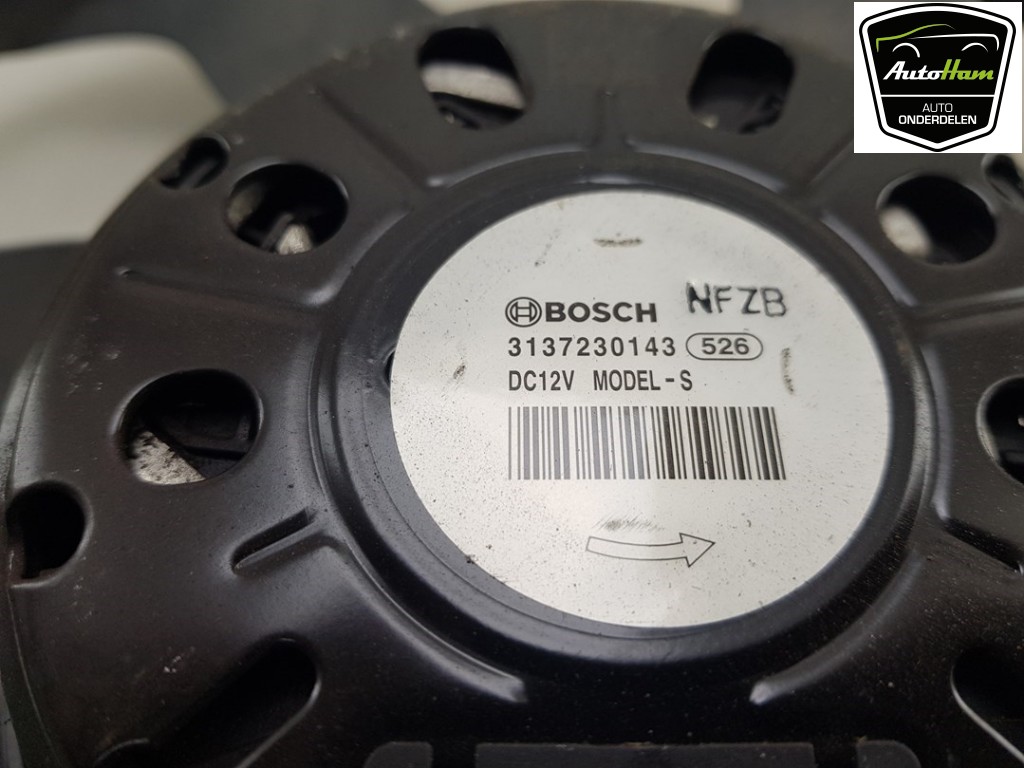 AutoHam
AUTO
ONDERDELEN
BOSCH NFZB
3137230143 526
DC12V MODEL-S